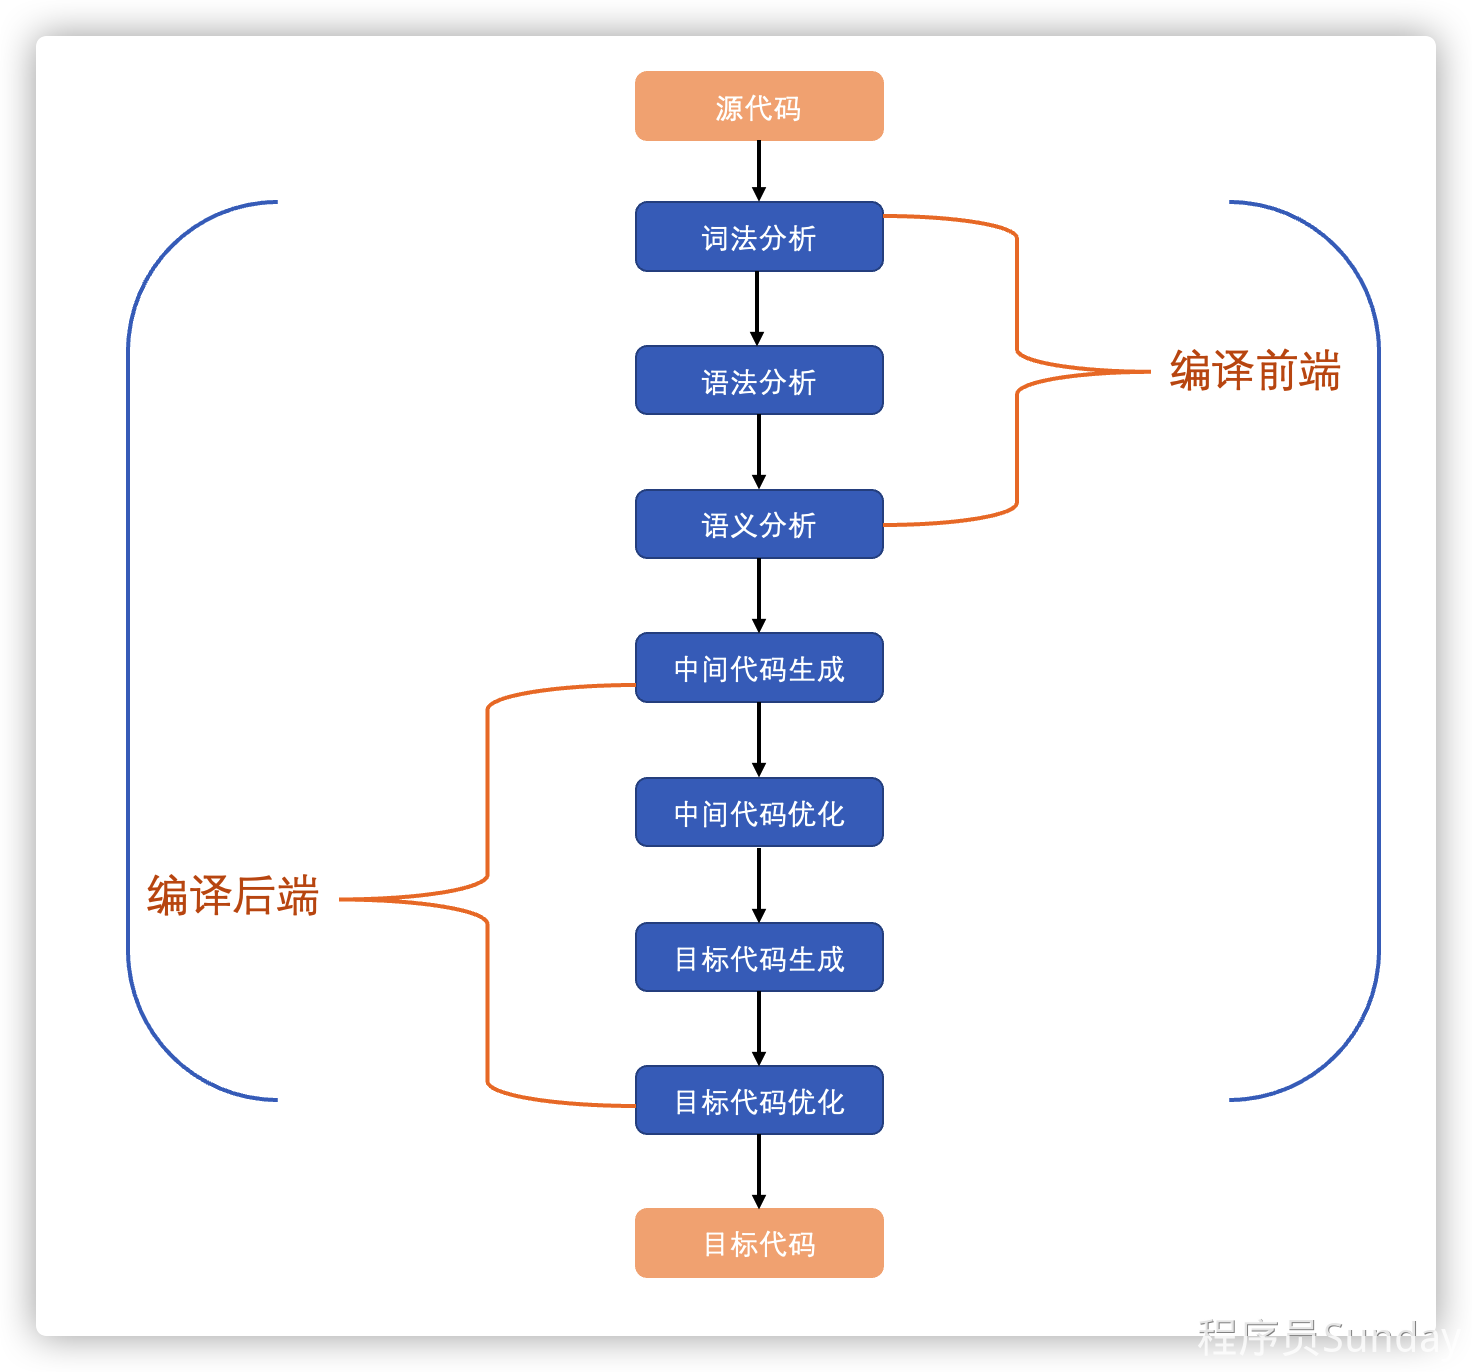 源代码
词法分析
语法分析
编译前端
语义分析
中间代码生成
中间代码优化
编译后端
目标代码生成
目标代码优化
目标代码
程序员Sunday